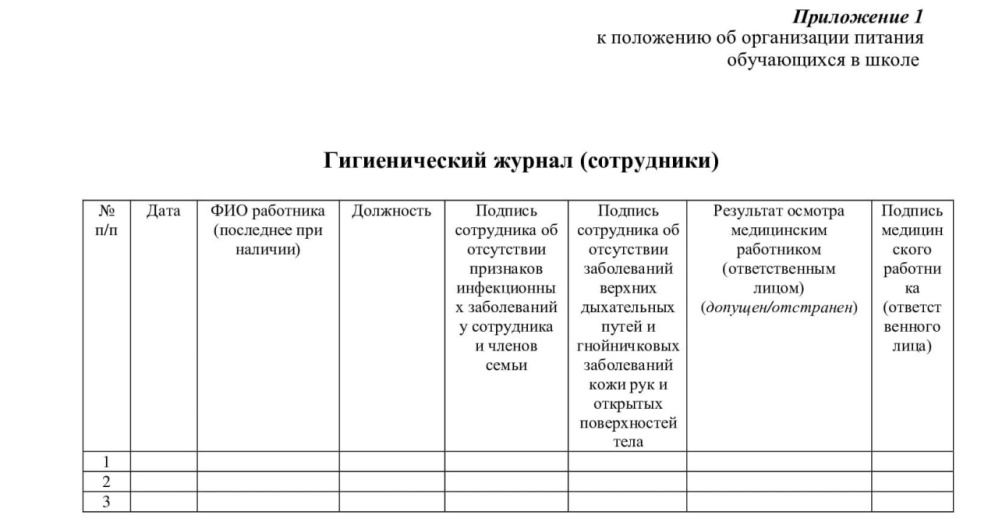 Приложение 1
к положению об организации питания
обучающихся в школе
Гигиенический журнал (сотрудники)
№
п/п
Дата
ФИО работника
(последнее при
наличии)
Должность
Подпись
сотрудника об
отсутствии
признаков
инфекционны
х заболеваний
у сотрудника
и членов
семьи
Подпись
сотрудника об
отсутствии
заболеваний
верхних
дыхательных
путей и
гнойничковых
заболеваний
кожи рук и
открытых
поверхностей
тела
Результат осмотра
медицинским
работником
(ответственным
лицом)
(допущен/отстранен)
Подпись
медицин
ского
работни
ка
(ответст
венного
лица)
1
2
3